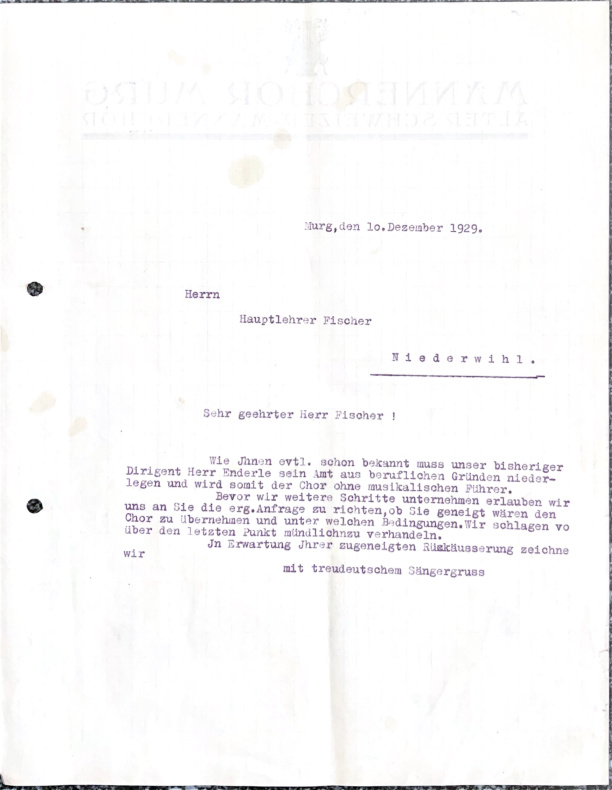 MÄNNERCHOR MURG
ALTER SCHWEIZER MÄNNERCHOR
Murg,den 1o.Dezember 1929.
Herrn
Hauptlehrer Fischer
N i e d e r w i h l .
Sehr geehrter Herr Fischer !
Wie Jhnen evtl. schon bekannt muss unser bisheriger
Dirigent Herr Enderle sein Amt aus beruflichen Gründen nieder-
legen und wird somit der Chor ohne musikalischen Führer.
Bevor wir weitere Schritte unternehmen erlauben wir
uns an Sie die erg.Anfrage zu richten,ob Sie geneigt wären den
Chor zu übernehmen und unter welchen Bedingungen.Wir schlagen vo
über den letzten Punkt mündlichnzu verhandeln.
Jn Erwartung Jhrer zugeneigten Rümkäusserung zeichne
wir
mit treudeutschem Sängergruss